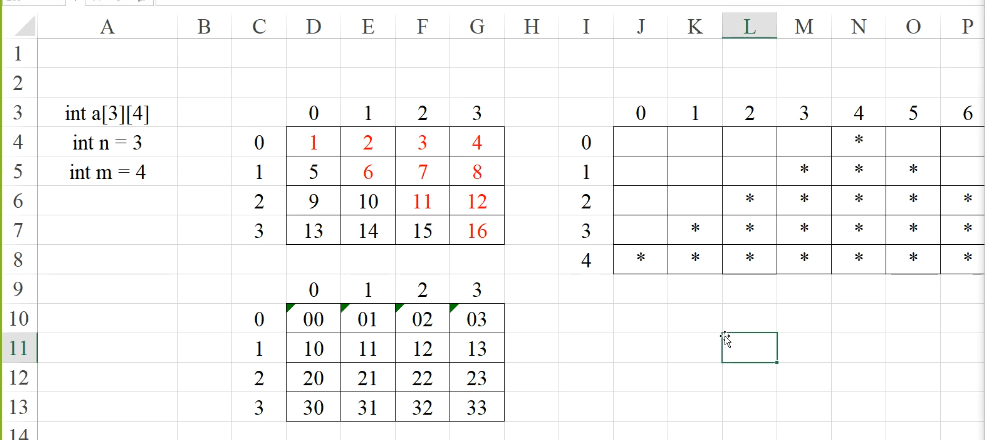 A B C D E F G H I J K L M N O P
1
2
3 int a[3][4] 0 1 2 3 0 1 2 3 4 5 6
4 int n = 3 0 1 2 3 4 0 *
5 int m = 4 1 5 6 7 8 1 * * *
6 2 9 10 11 12 2 * * * * *
7 3 13 14 15 16 3 * * * * * *
8 4 * * * * * * *
9 0 1 2 3
10 0 00 01 02 03
11 1 10 11 12 13
12 2 20 21 22 23
13 3 30 31 32 33
14